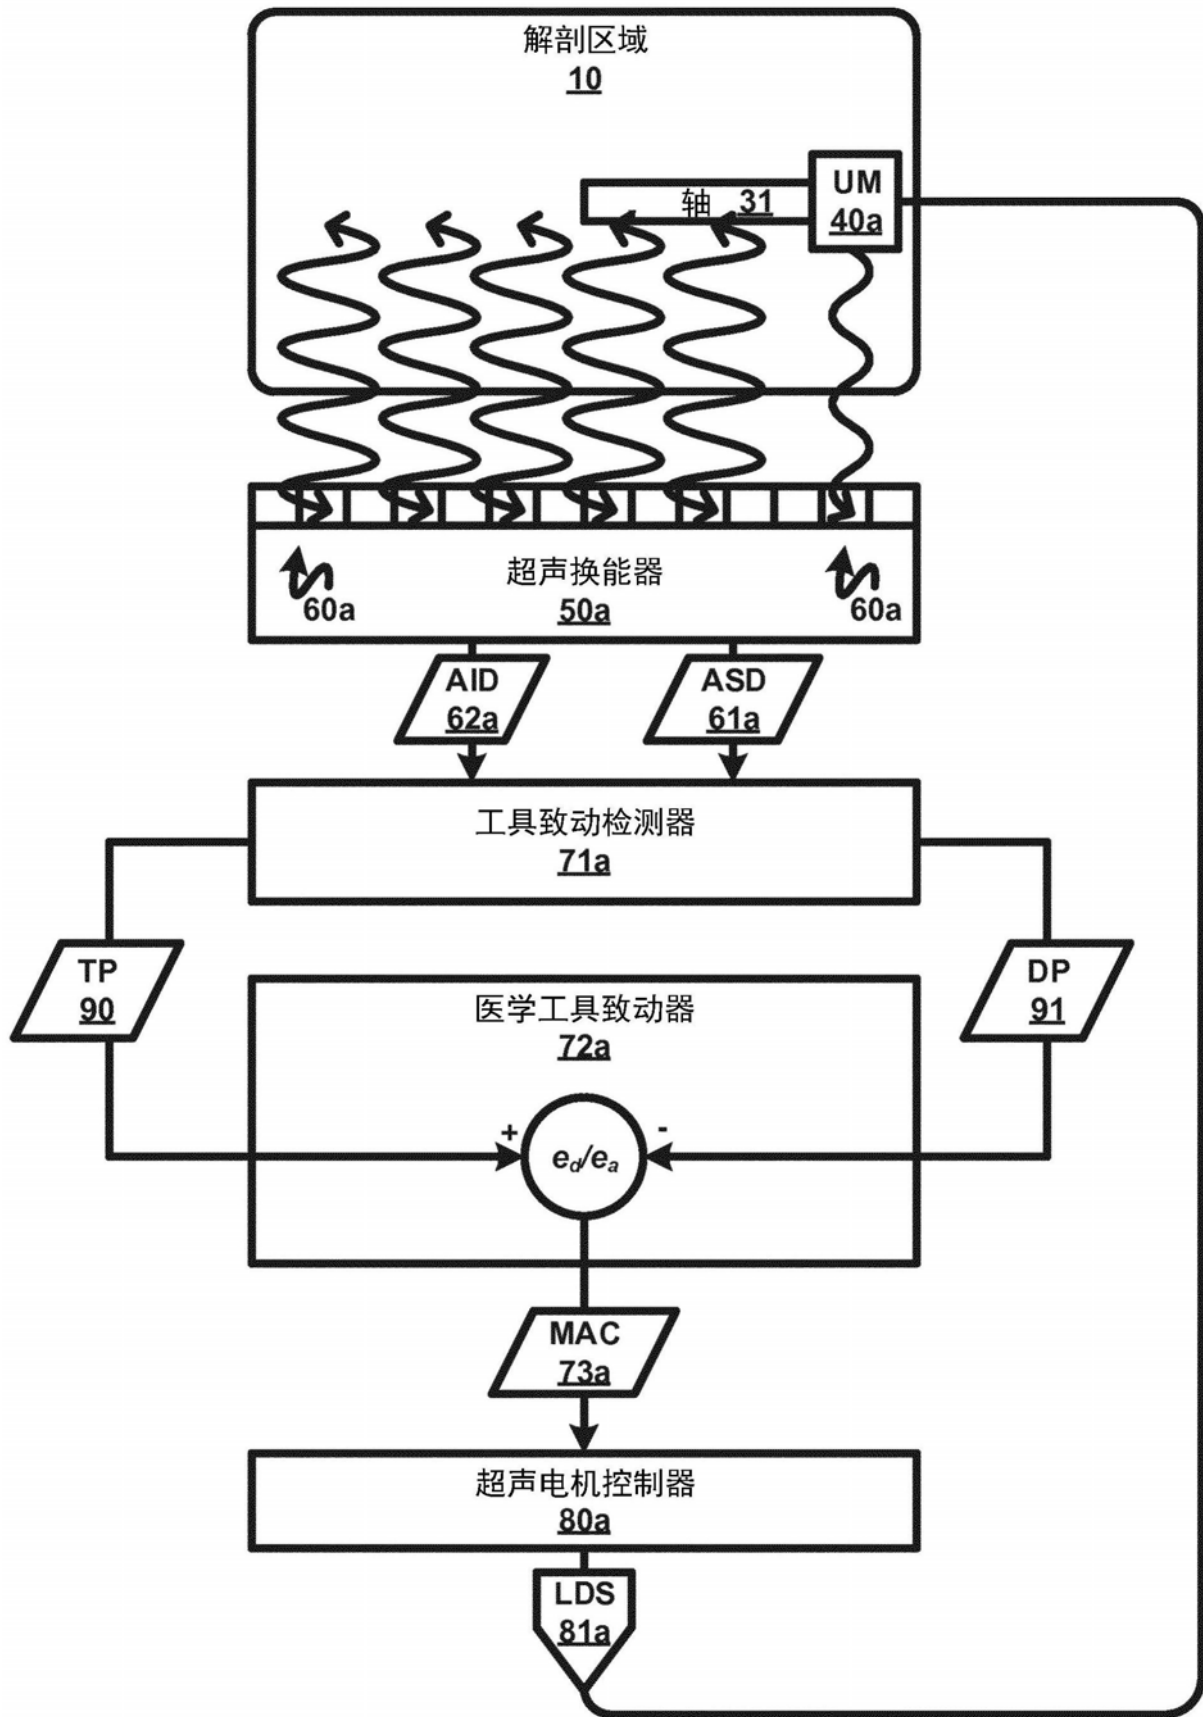 解剖区域
10
轴 31
UM
40a
超声换能器
50a
60a
60a
AID
62a
ASD
61a
工具致动检测器
71a
TP
90
DP
91
医学工具致动器
72a
+
-
ed/ea
MAC
73a
超声电机控制器
80a
LDS
81a